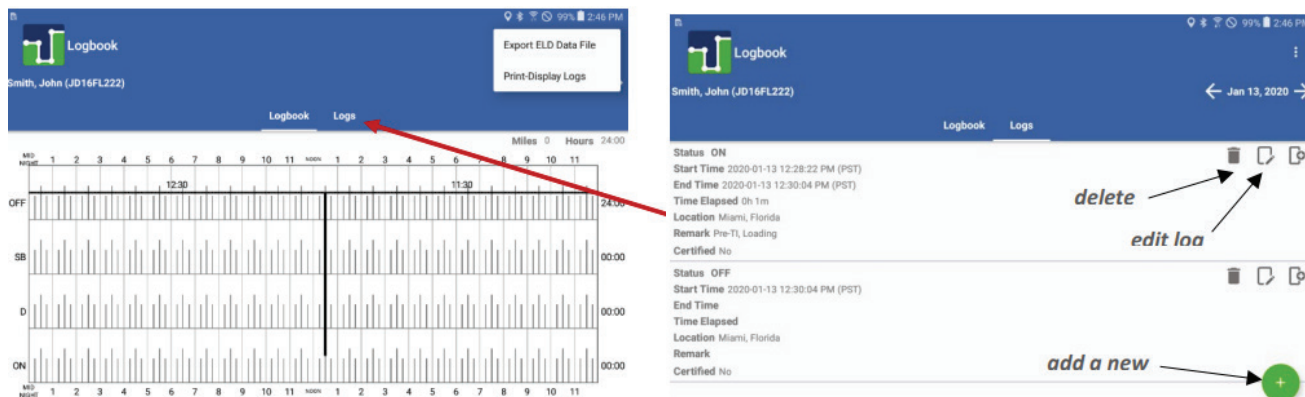 99% 2:46 PM
Logbook
Export ELD Data File
Print-Display Logs
Smith, John (JD16FL222)
Logbook Logs
Miles 0 Hours 24:00
MID NIGHT 1 2 3 4 5 6 7 8 9 10 11 NOON 1 2 3 4 5 6 7 8 9 10 11
12:30 11:30
OFF 24:00
SB 00:00
D 00:00
ON 00:00
MID NIGHT 1 2 3 4 5 6 7 8 9 10 11 NOON 1 2 3 4 5 6 7 8 9 10 11
99% 2:46 PM
Logbook
Smith, John (JD16FL222)
Jan 13, 2020
Logbook Logs
Status ON
Start Time 2020-01-13 12:28:22 PM (PST)
End Time 2020-01-13 12:30:04 PM (PST)
Time Elapsed 0h 1m
Location Miami, Florida
Remark Pre-TI, Loading
Certified No
delete
edit log
Status OFF
Start Time 2020-01-13 12:30:04 PM (PST)
End Time
Time Elapsed
Location Miami, Florida
Remark
Certified No
add a new
+